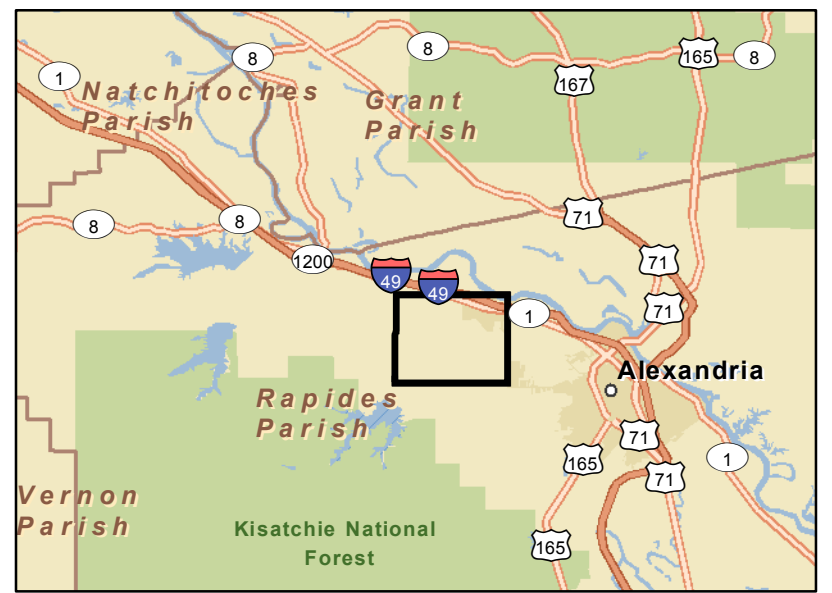 8
8
165
8
1
167
Natchitoches
Parish
Grant
Parish
8
8
71
1200
71
49
49
71
1
Alexandria
Rapides
Parish
71
165
1
71
Vernon
Parish
Kisatchie National
Forest
165